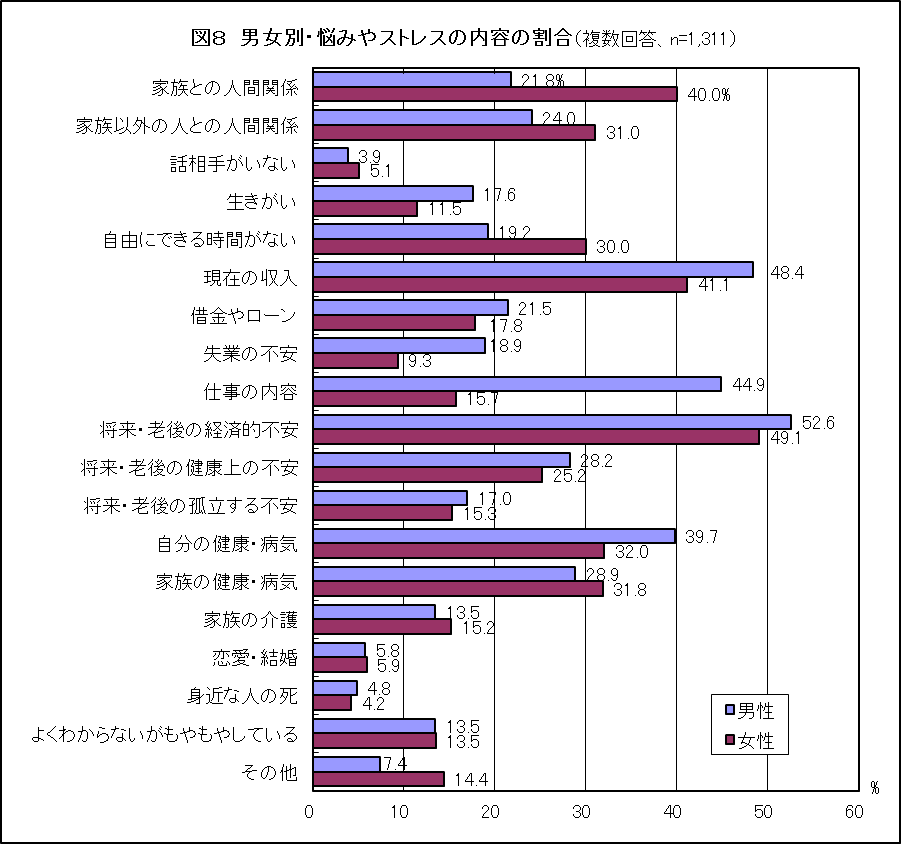 図8 男女別・悩みやストレスの内容の割合(複数回答、n=1,311)
家族との人間関係 21.8% 40.0%
家族以外の人との人間関係 24.0 31.0
話相手がいない 3.9 5.1
生きがい 17.6 11.5
自由にできる時間がない 19.2 30.0
現在の収入 48.4 41.1
借金やローン 21.5 17.8
失業の不安 18.9 9.3
仕事の内容 44.9 15.7
将来・老後の経済的不安 52.6 49.1
将来・老後の健康上の不安 28.2 25.2
将来・老後の孤立する不安 17.0 15.3
自分の健康・病気 39.7 32.0
家族の健康・病気 28.9 31.8
家族の介護 13.5 15.2
恋愛・結婚 5.8 5.9
身近な人の死 4.8 4.2
よくわからないがもやもやしている 13.5 13.5
その他 7.4 14.4
男性
女性
%
0 10 20 30 40 50 60